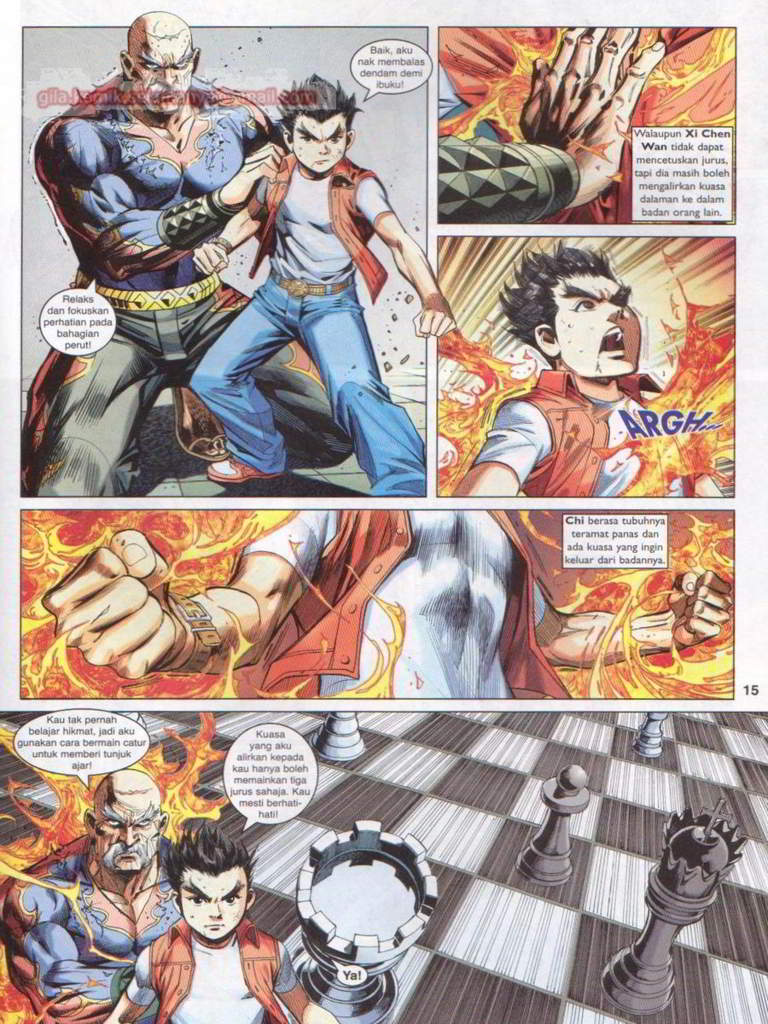 Baik, aku
nak membalas
dendam demi
ibuku!
Relaks
dan fokuskan
perhatian pada
bahagian
perut!
Walaupun Xi Chen
Wan tidak dapat
mencetuskan jurus,
tapi dia masih boleh
mengalirkan kuasa
dalaman ke dalam
badan orang lain.
ARGH...
Chi berasa tubuhnya
teramat panas dan
ada kuasa yang ingin
keluar dari badannya.
15
Kau tak pernah
belajar hikmat, jadi aku
gunakan cara bermain catur
untuk memberi tunjuk
ajar!
Kuasa
yang aku
alirkan kepada
kau hanya boleh
memainkan tiga
jurus sahaja. Kau
mesti berhati-
hati!
Ya!